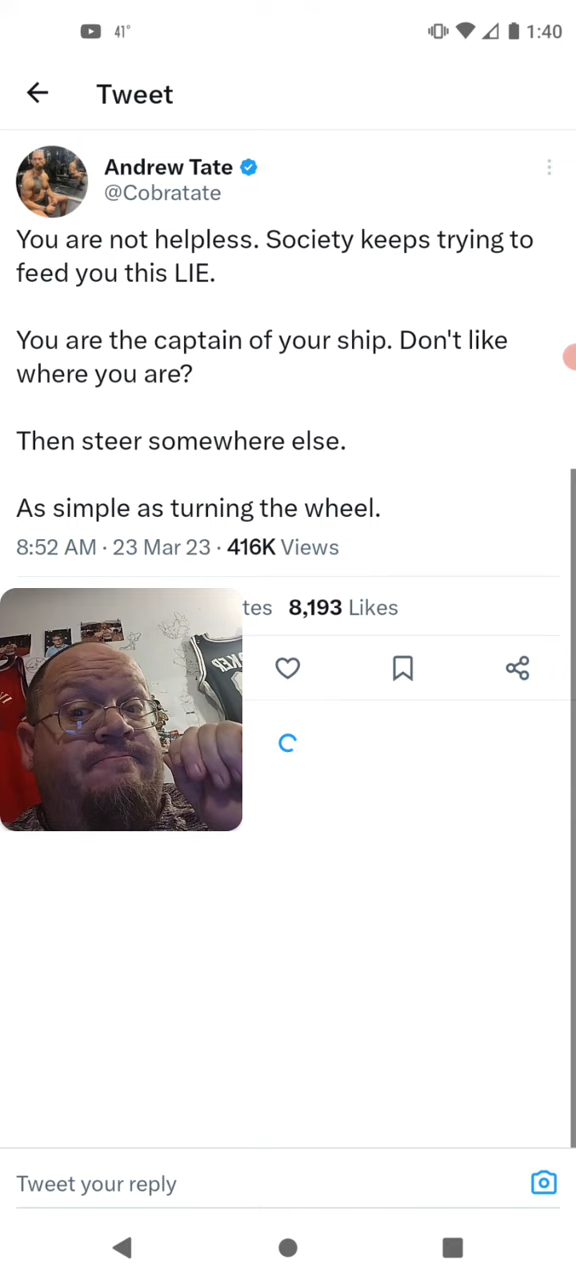 41°
1:40
Tweet
Andrew Tate
@Cobratate
You are not helpless. Society keeps trying to
feed you this LIE.
You are the captain of your ship. Don't like
where you are?
Then steer somewhere else.
As simple as turning the wheel.
8:52 AM · 23 Mar 23 · 416K Views
tes 8,193 Likes
Tweet your reply